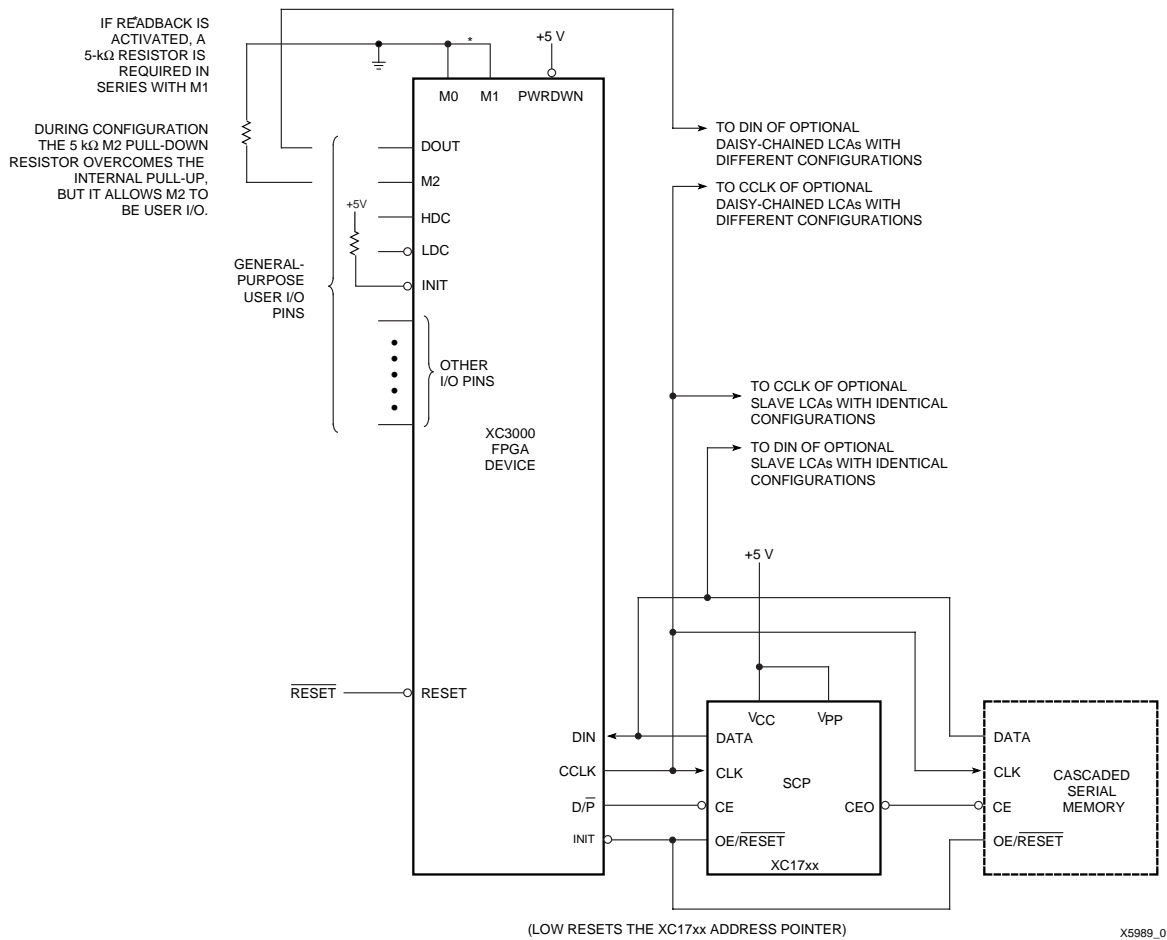 *
IF READBACK IS
ACTIVATED, A
5-kΩ RESISTOR IS
REQUIRED IN
SERIES WITH M1
*
+5 V
M0 M1 PWRDWN
DURING CONFIGURATION
THE 5 kΩ M2 PULL-DOWN
RESISTOR OVERCOMES THE
INTERNAL PULL-UP,
BUT IT ALLOWS M2 TO
BE USER I/O.
DOUT
M2
+5V
HDC
LDC
INIT
GENERAL-
PURPOSE
USER I/O
PINS
OTHER
I/O PINS
XC3000
FPGA
DEVICE
TO DIN OF OPTIONAL
DAISY-CHAINED LCAs WITH
DIFFERENT CONFIGURATIONS
TO CCLK OF OPTIONAL
DAISY-CHAINED LCAs WITH
DIFFERENT CONFIGURATIONS
TO CCLK OF OPTIONAL
SLAVE LCAs WITH IDENTICAL
CONFIGURATIONS
TO DIN OF OPTIONAL
SLAVE LCAs WITH IDENTICAL
CONFIGURATIONS
+5 V
RESET
RESET
DIN
CCLK
D/P
INIT
VCC VPP
DATA
CLK
SCP
CE
CEO
OE/RESET
XC17xx
DATA
CLK
CE
OE/RESET
CASCADED
SERIAL
MEMORY
(LOW RESETS THE XC17xx ADDRESS POINTER)
X5989_0